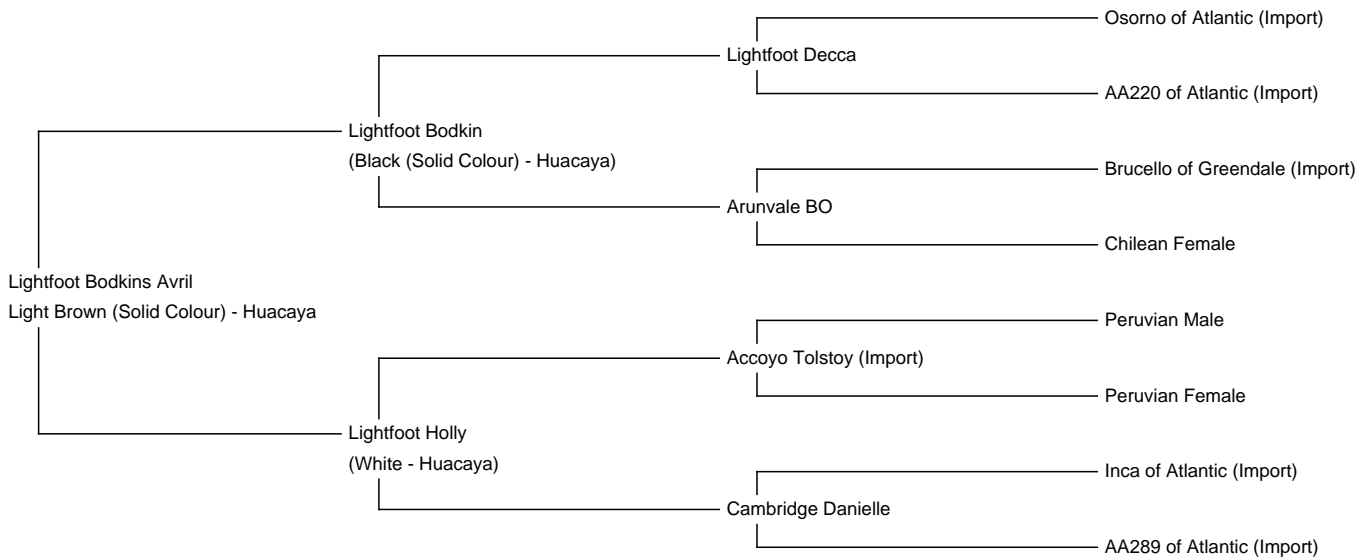 Osorno of Atlantic (Import)
Lightfoot Decca
AA220 of Atlantic (Import)
Lightfoot Bodkin
(Black (Solid Colour) - Huacaya)
Brucello of Greendale (Import)
Arunvale BO
Chilean Female
Lightfoot Bodkins Avril
Light Brown (Solid Colour) - Huacaya
Peruvian Male
Accoyo Tolstoy (Import)
Peruvian Female
Lightfoot Holly
(White - Huacaya)
Inca of Atlantic (Import)
Cambridge Danielle
AA289 of Atlantic (Import)